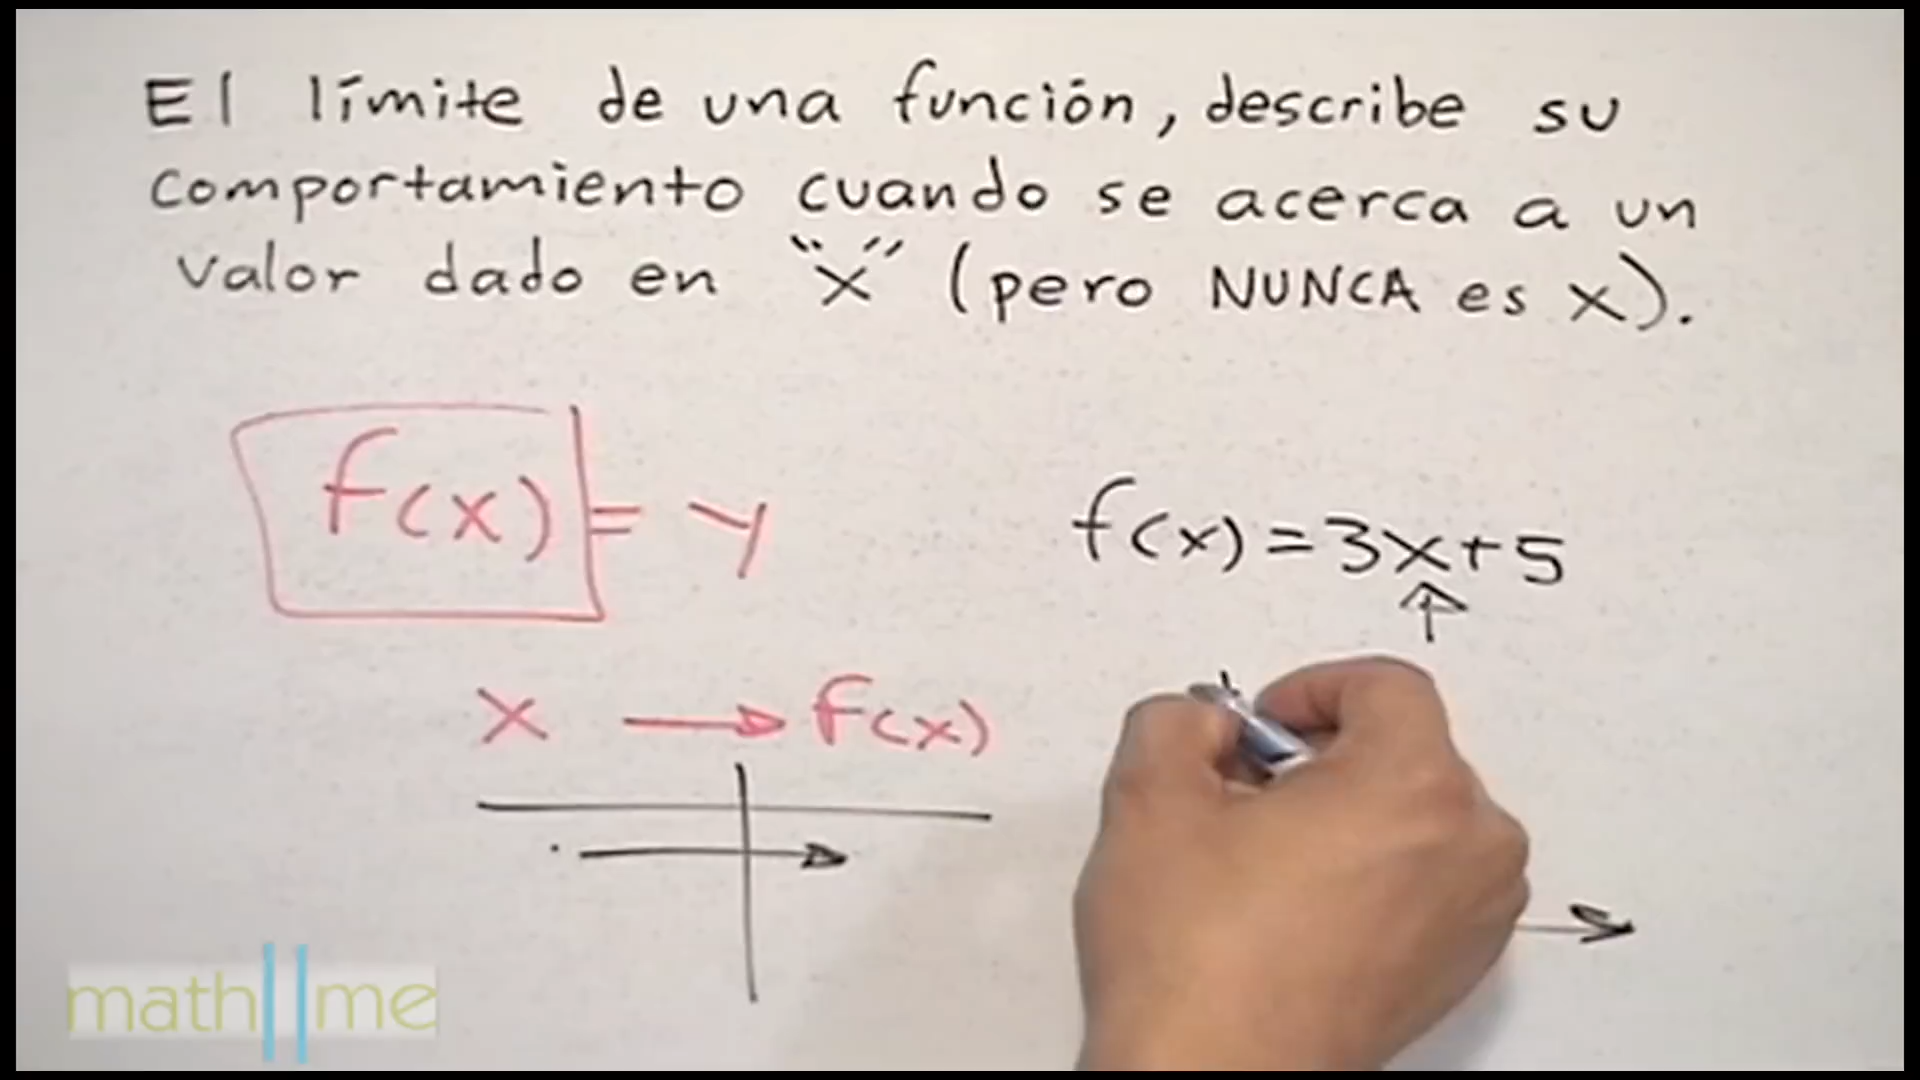 El límite de una función, describe su
comportamiento cuando se acerca a un
valor dado en "x" (pero NUNCA es x).
f(x) = y
f(x) = 3x+5
x → f(x)
math||me